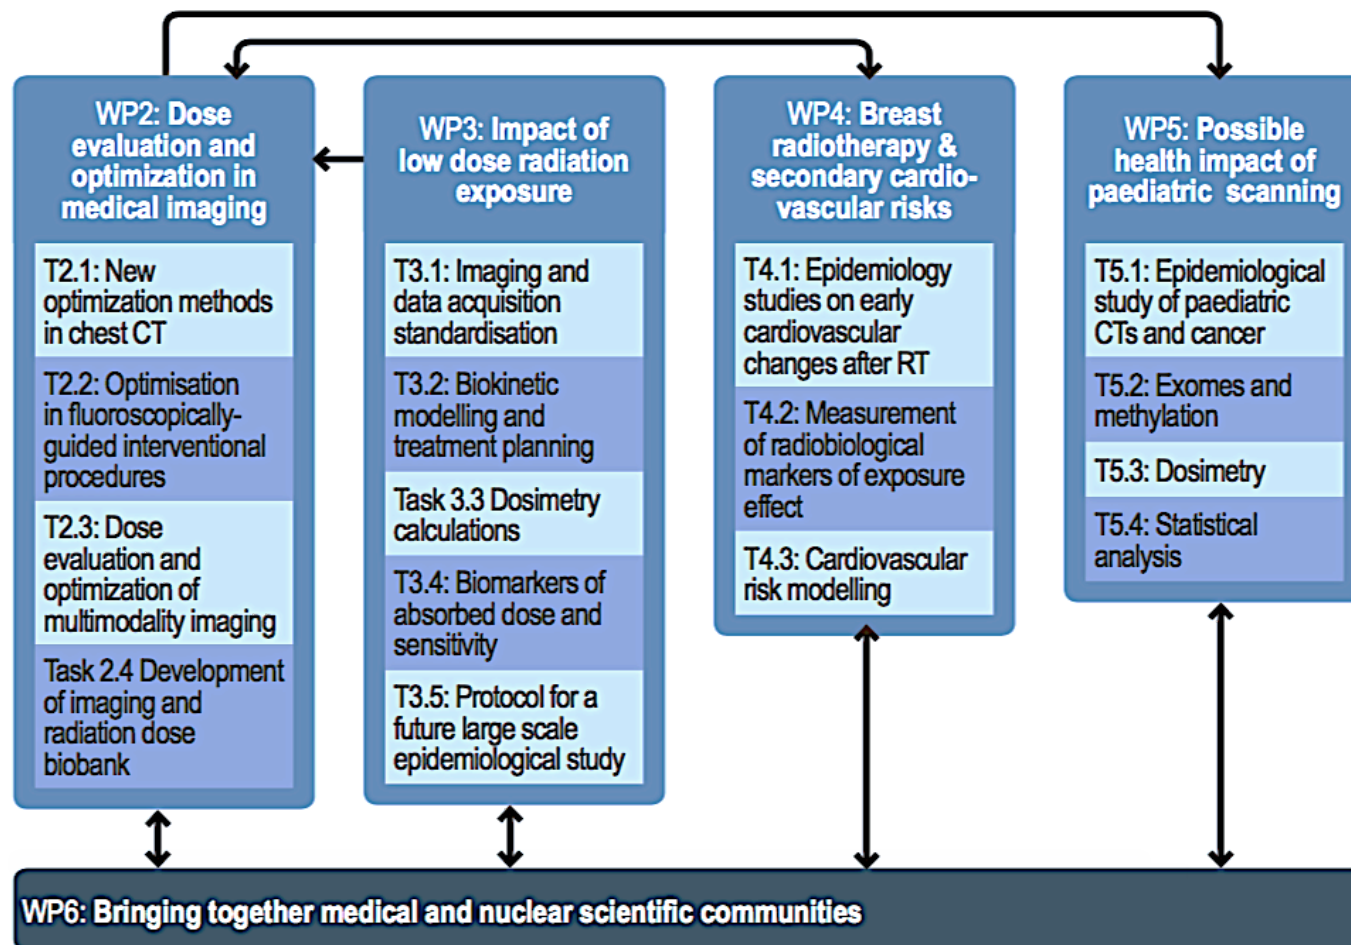 WP2: Dose
evaluation and
optimization in
medical imaging
T2.1: New
optimization methods
in chest CT
T2.2: Optimisation
in fluoroscopically-
guided interventional
procedures
T2.3: Dose
evaluation and
optimization of
multimodality imaging
Task 2.4 Development
of imaging and
radiation dose
biobank
WP3: Impact of
low dose radiation
exposure
T3.1: Imaging and
data acquisition
standardisation
T3.2: Biokinetic
modelling and
treatment planning
Task 3.3 Dosimetry
calculations
T3.4: Biomarkers of
absorbed dose and
sensitivity
T3.5: Protocol for a
future large scale
epidemiological study
WP4: Breast
radiotherapy &
secondary cardio-
vascular risks
T4.1: Epidemiology
studies on early
cardiovascular
changes after RT
T4.2: Measurement
of radiobiological
markers of exposure
effect
T4.3: Cardiovascular
risk modelling
WP5: Possible
health impact of
paediatric scanning
T5.1: Epidemiological
study of paediatric
CTs and cancer
T5.2: Exomes and
methylation
T5.3: Dosimetry
T5.4: Statistical
analysis
WP6: Bringing together medical and nuclear scientific communities